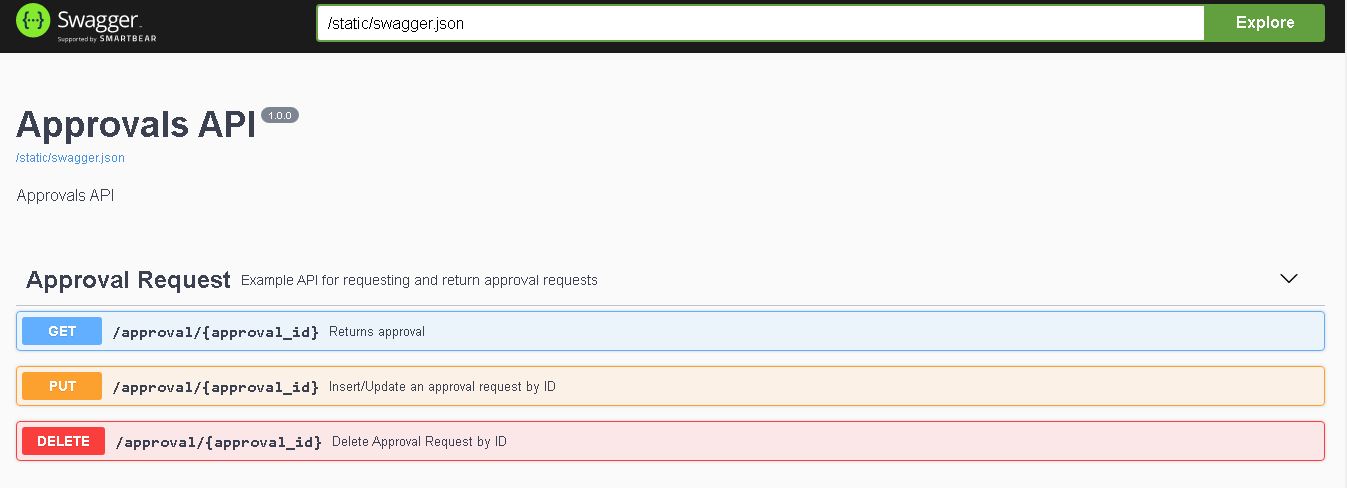 Swagger.
Supported by SMARTBEAR
/static/swagger.json
Explore
Approvals API 1.0.0
/static/swagger.json
Approvals API
Approval Request Example API for requesting and return approval requests
GET /approval/{approval_id} Returns approval
PUT /approval/{approval_id} Insert/Update an approval request by ID
DELETE /approval/{approval_id} Delete Approval Request by ID